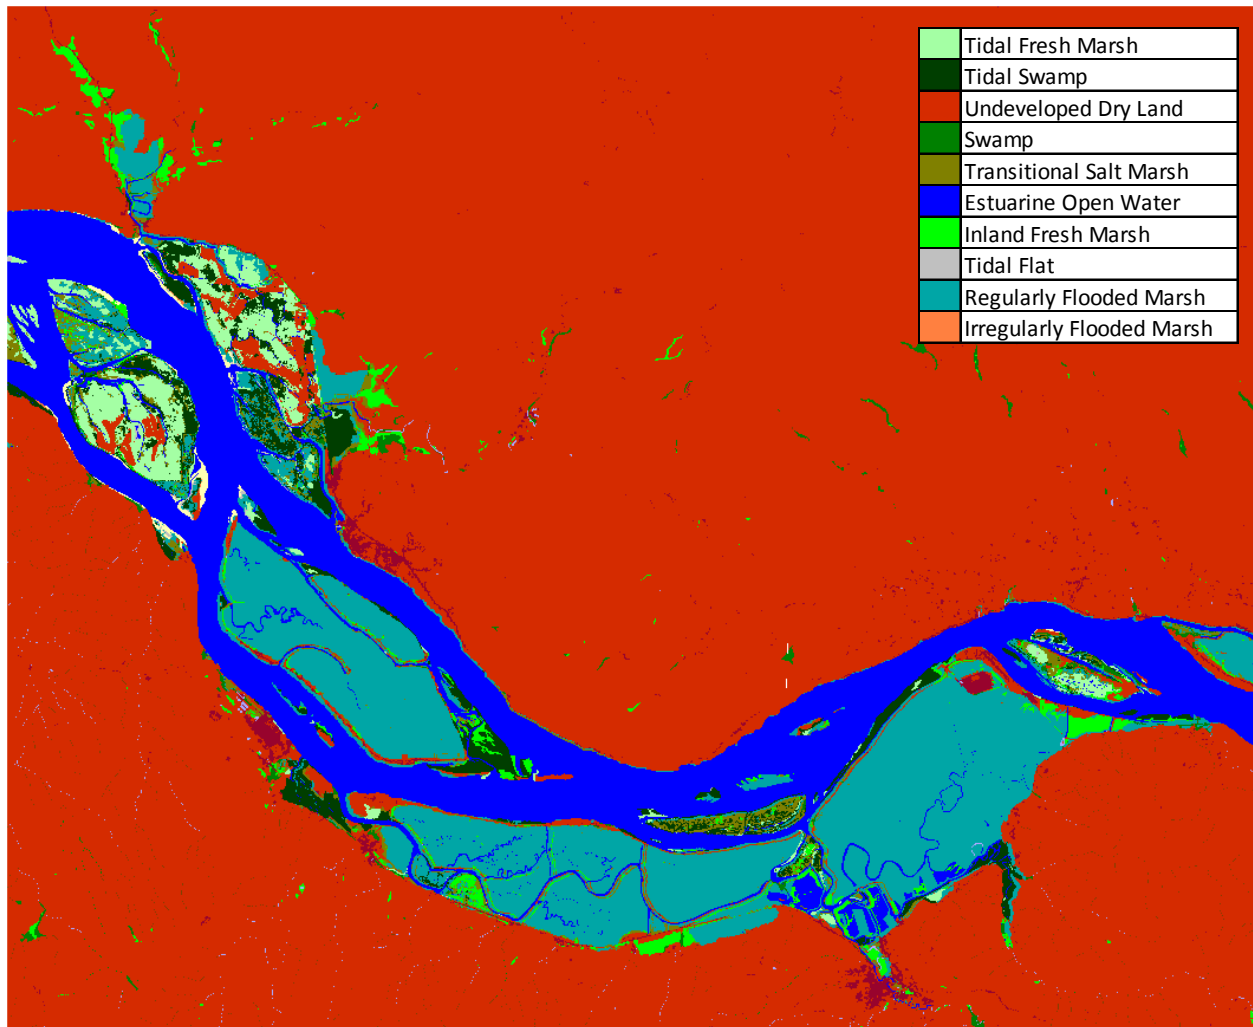 Tidal Fresh Marsh
Tidal Swamp
Undeveloped Dry Land
Swamp
Transitional Salt Marsh
Estuarine Open Water
Inland Fresh Marsh
Tidal Flat
Regularly Flooded Marsh
Irregularly Flooded Marsh